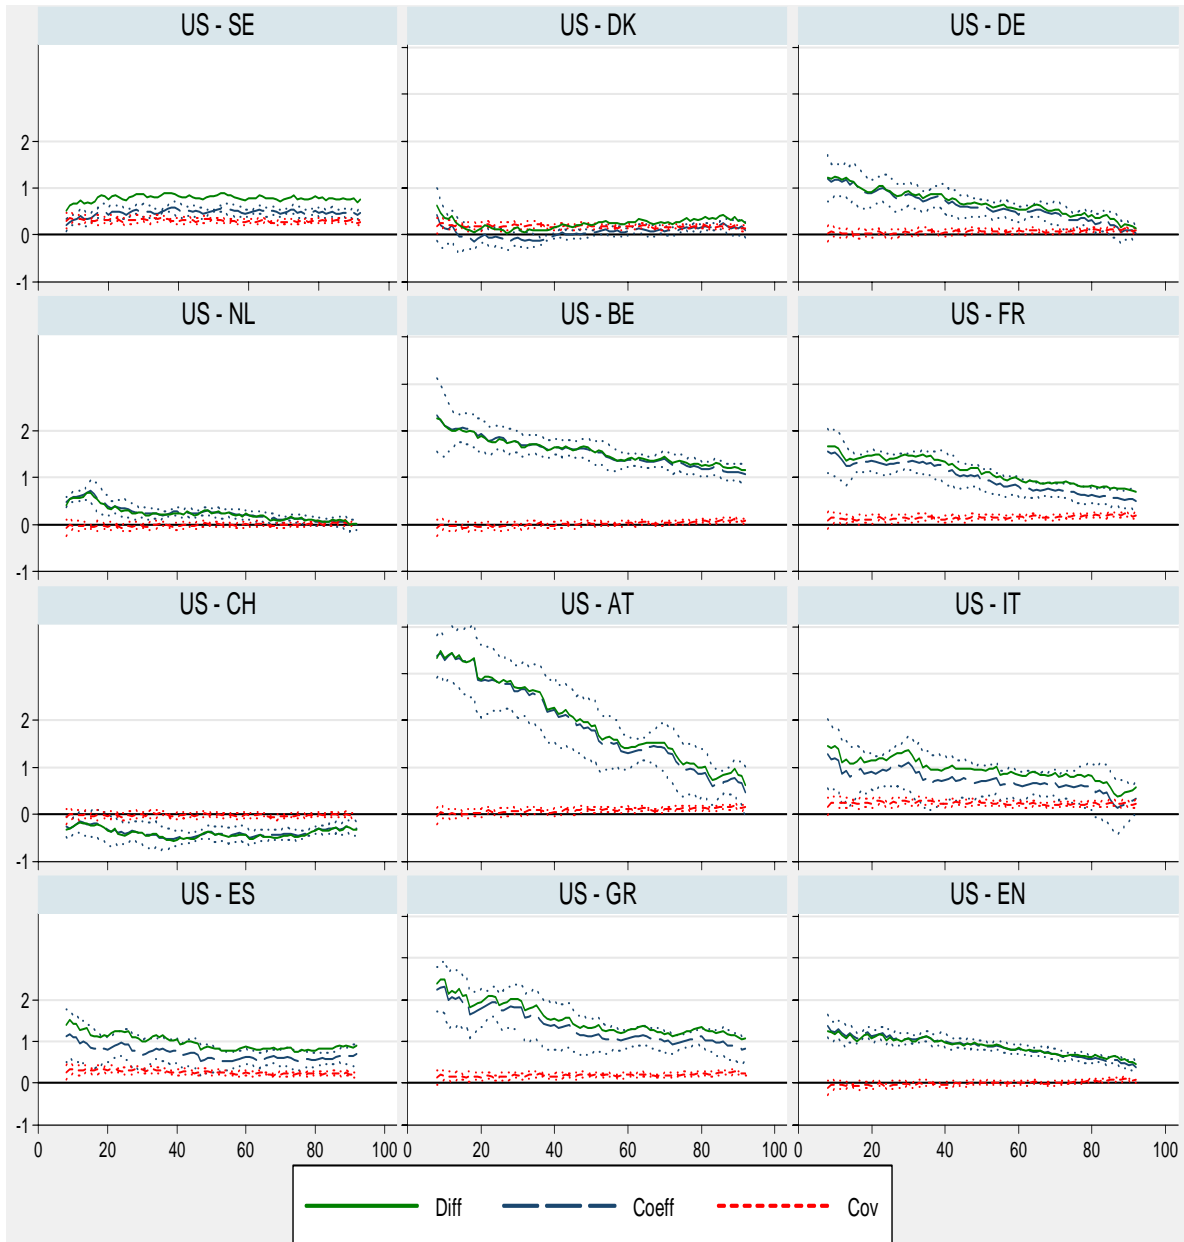 US - SE US - DK US - DE
2
1
0
-1
US - NL US - BE US - FR
2
1
0
-1
US - CH US - AT US - IT
2
1
0
-1
US - ES US - GR US - EN
2
1
0
-1
0 20 40 60 80 100 0 20 40 60 80 100 0 20 40 60 80 100
Diff Coeff Cov